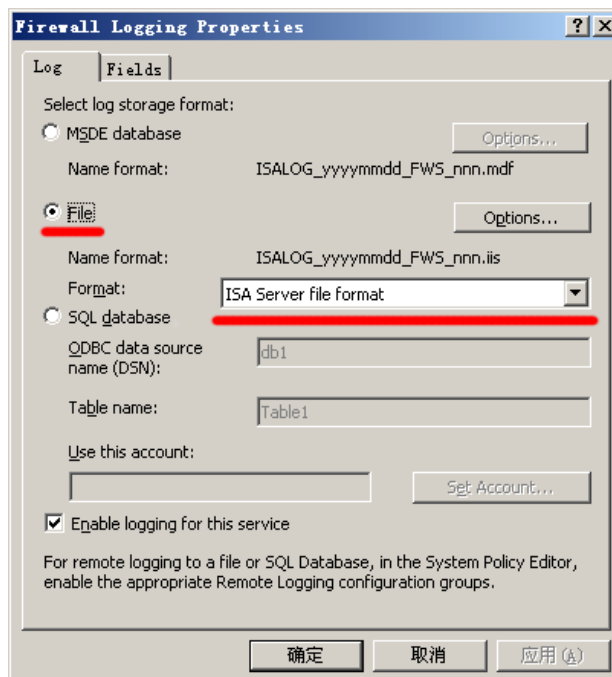 Firewall Logging Properties
Log Fields
Select log storage format:
MSDE database
Options...
Name format: ISALOG_yyyymmdd_FWS_nnn.mdf
File
Options...
Name format: ISALOG_yyyymmdd_FWS_nnn.iis
Format: ISA Server file format
SQL database
ODBC data source
name (DSN):
db1
Table name: Table1
Use this account:
Set Account...
Enable logging for this service
For remote logging to a file or SQL Database, in the System Policy Editor,
enable the appropriate Remote Logging configuration groups.
确定 取消 应用(A)